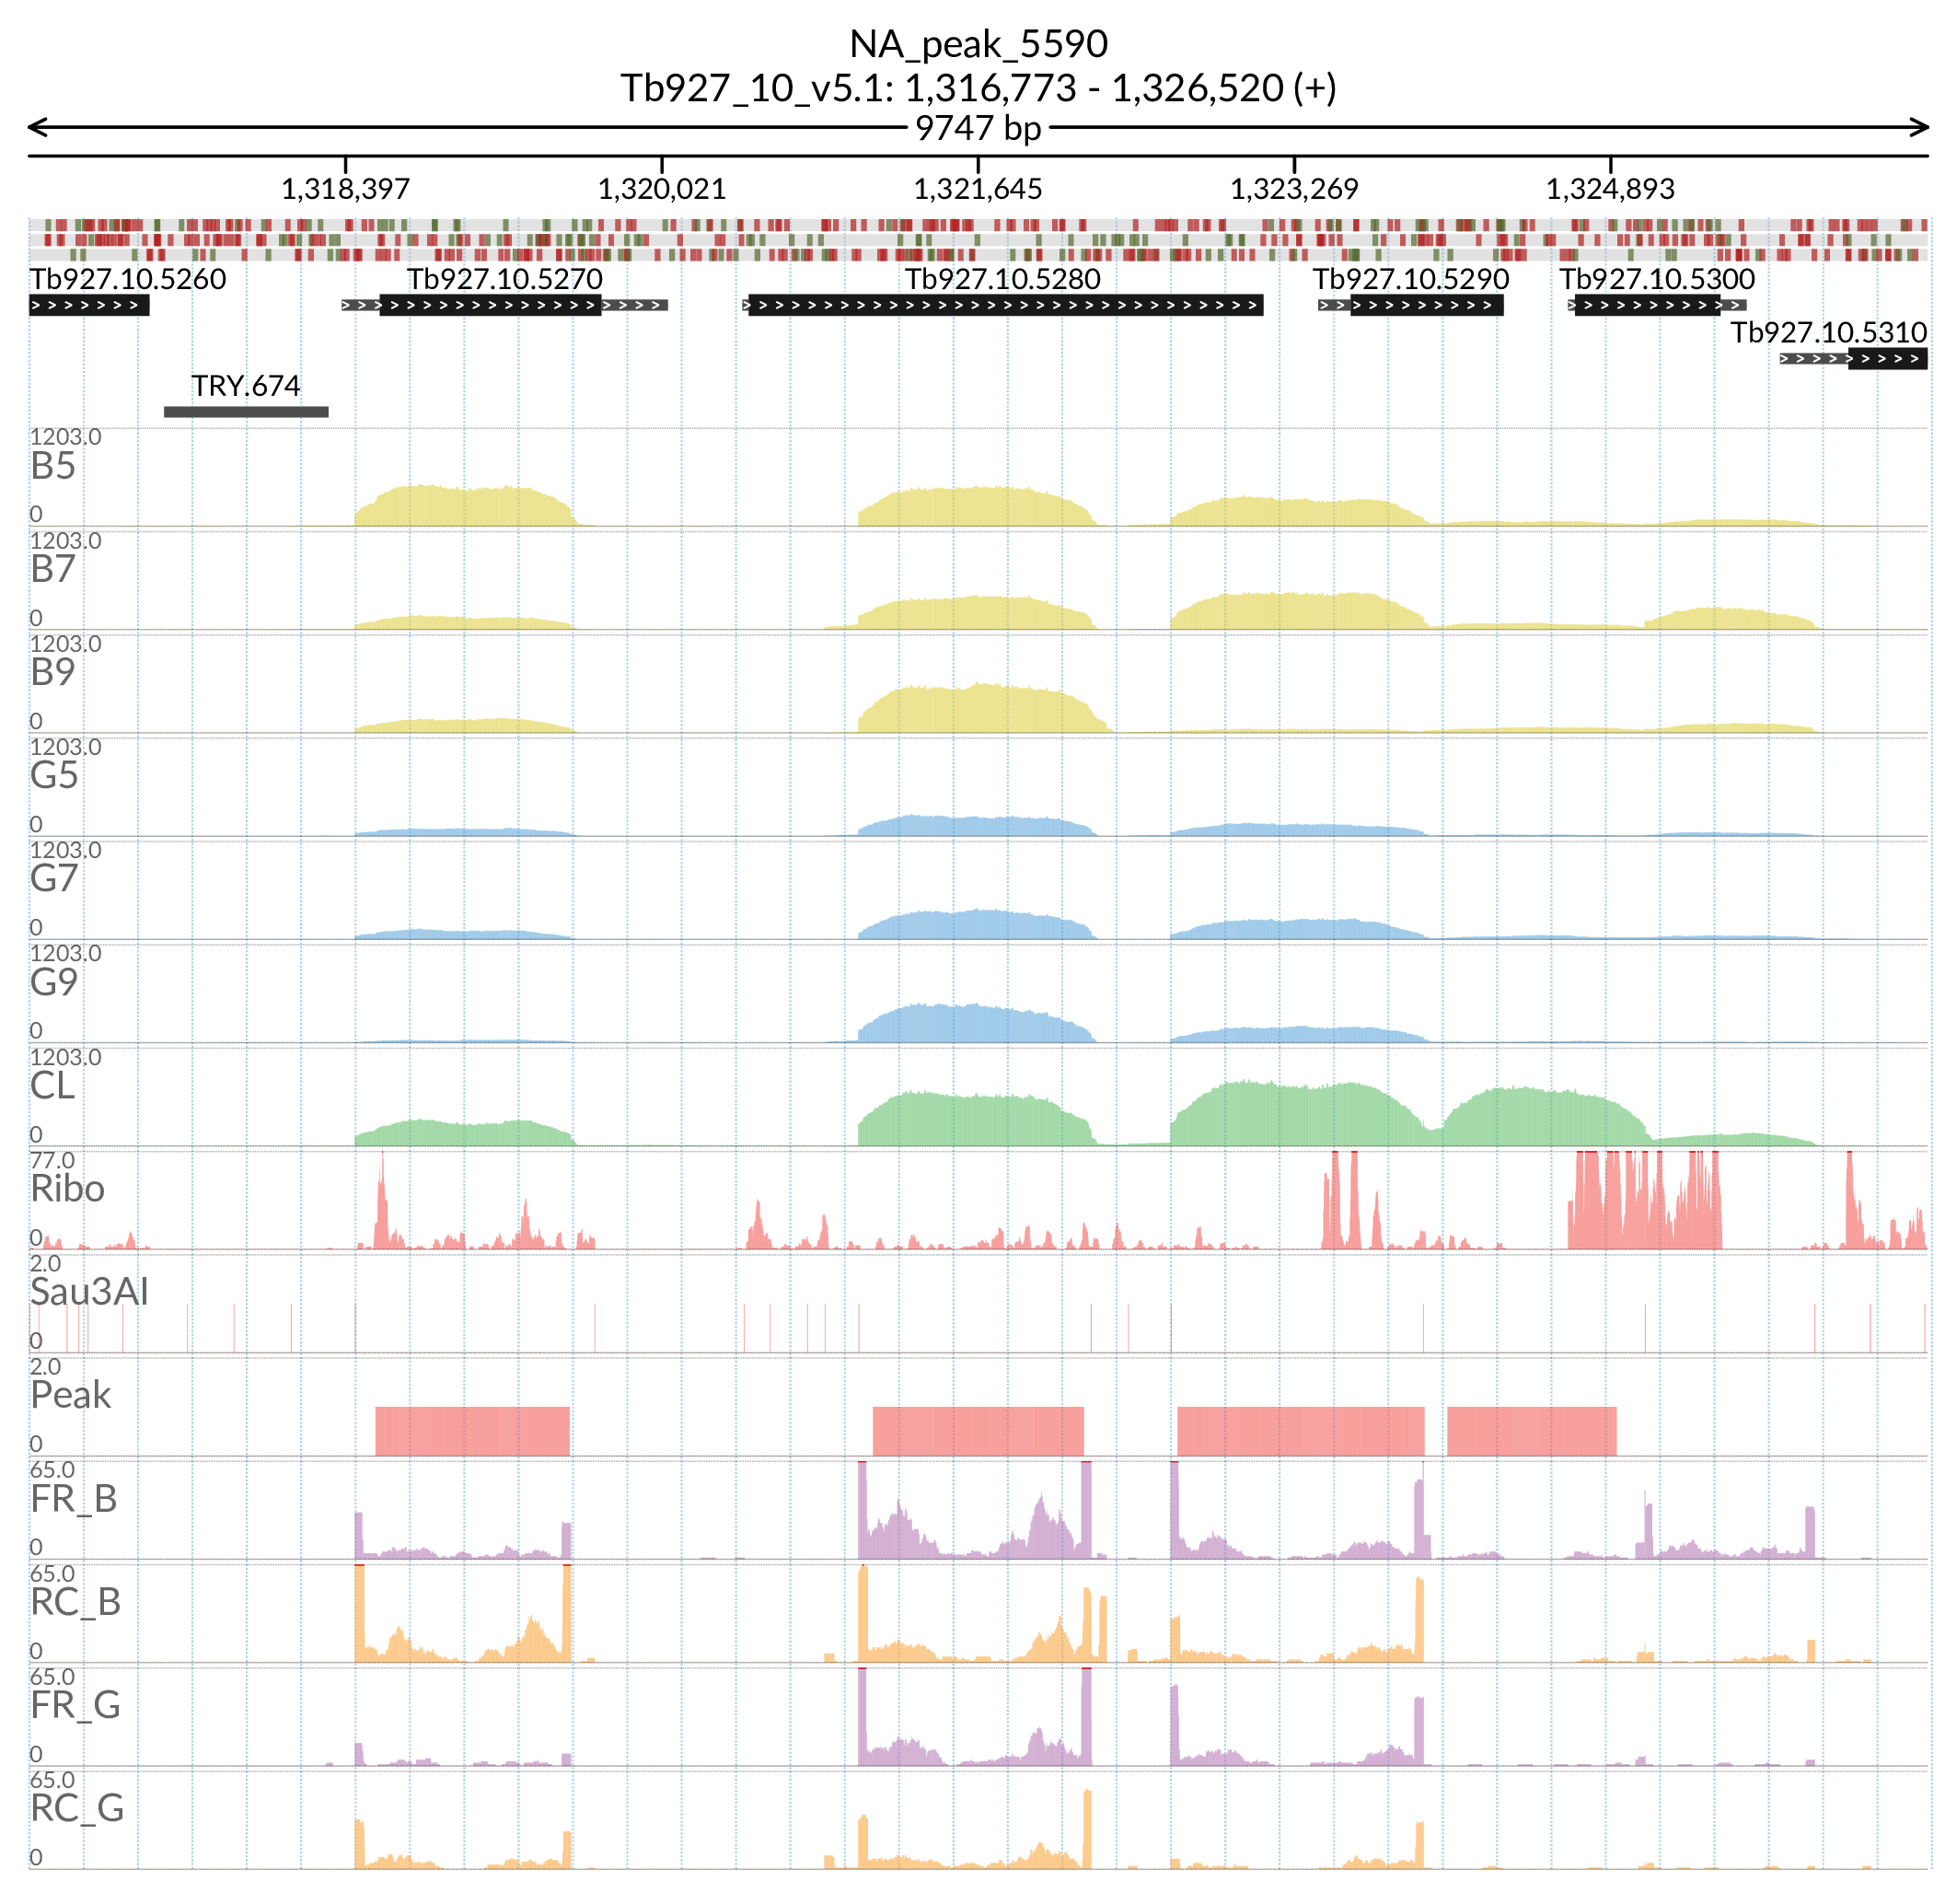 NA_peak_5590
Tb927_10_v5.1: 1,316,773 - 1,326,520 (+)
9747 bp
1,318,397 1,320,021 1,321,645 1,323,269 1,324,893
Tb927.10.5260 Tb927.10.5270 Tb927.10.5280 Tb927.10.5290 Tb927.10.5300
Tb927.10.5310
TRY.674
1203.0
B5
0
1203.0
B7
0
1203.0
B9
0
1203.0
G5
0
1203.0
G7
0
1203.0
G9
0
1203.0
CL
0
77.0
Ribo
0
2.0
Sau3AI
0
2.0
Peak
0
65.0
FR_B
0
65.0
RC_B
0
65.0
FR_G
0
65.0
RC_G
0